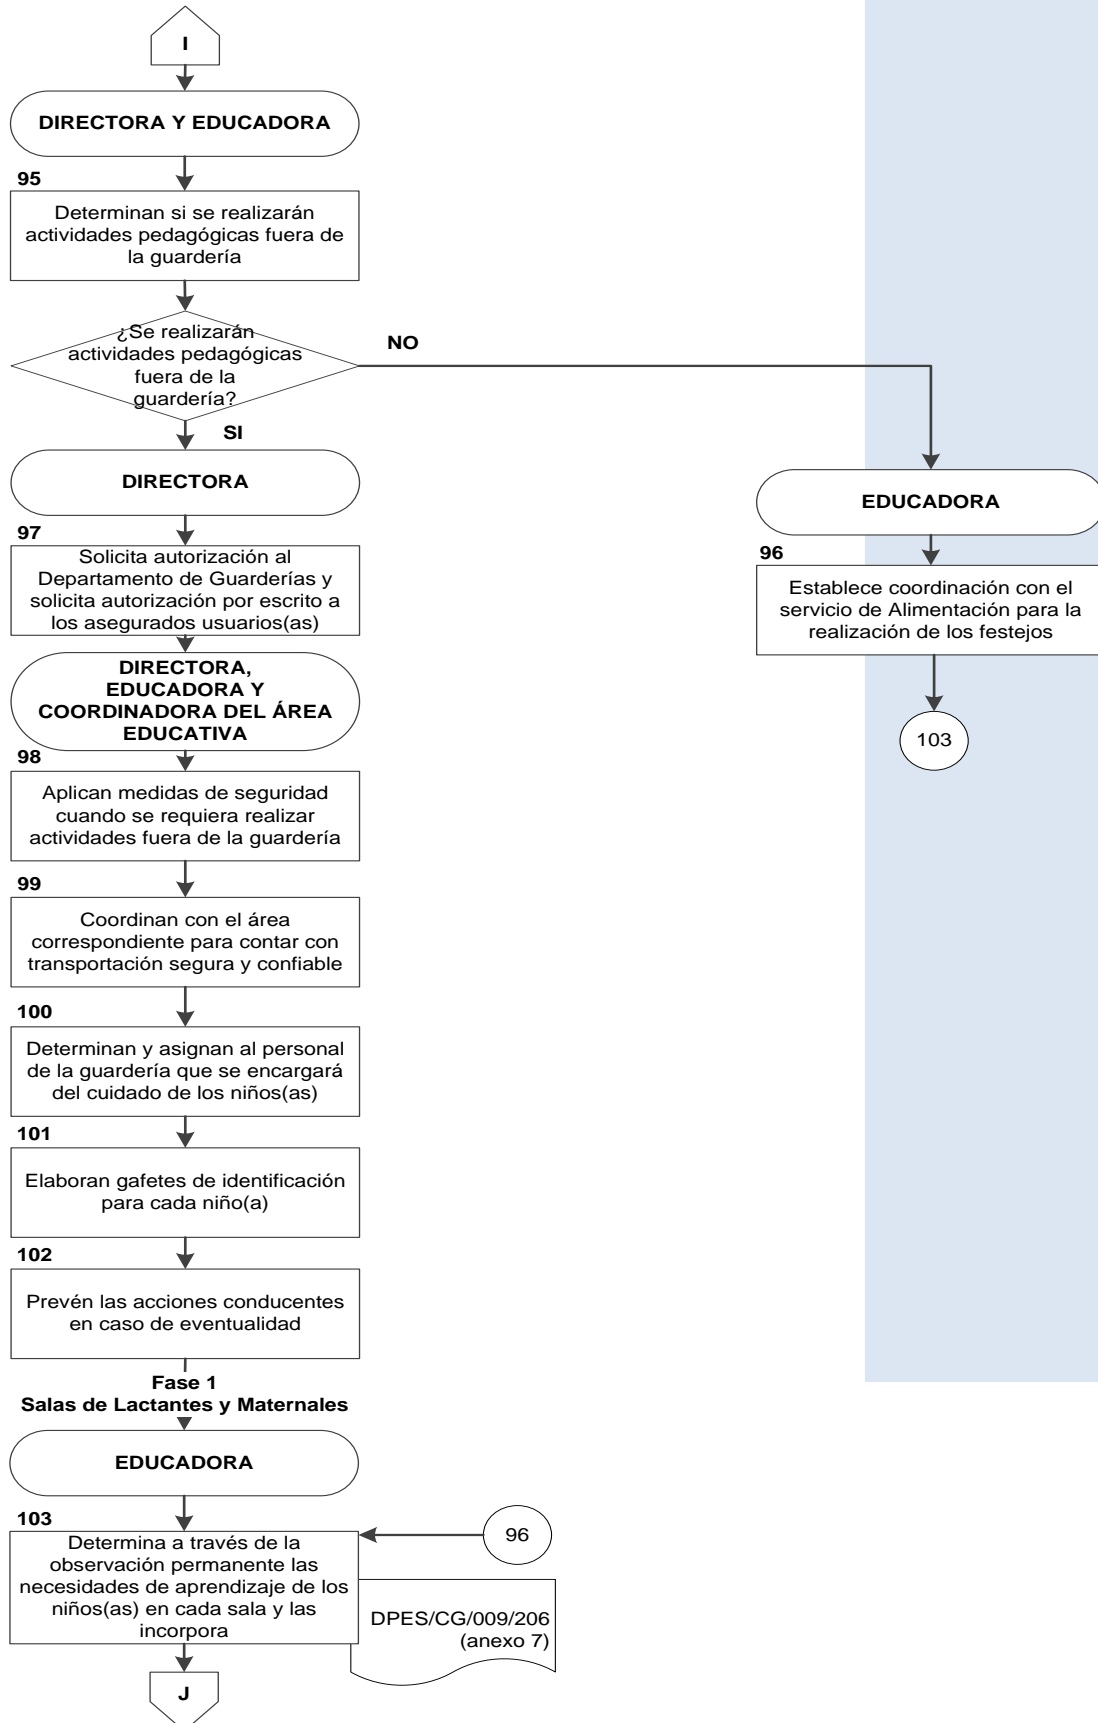 I
DIRECTORA Y EDUCADORA
95
Determinan si se realizarán
actividades pedagógicas fuera de
la guardería
¿Se realizarán
actividades pedagógicas
fuera de la
guardería?
NO
SI
DIRECTORA
97
Solicita autorización al
Departamento de Guarderías y
solicita autorización por escrito a
los asegurados usuarios(as)
EDUCADORA
96
Establece coordinación con el
servicio de Alimentación para la
realización de los festejos
103
DIRECTORA,
EDUCADORA Y
COORDINADORA DEL ÁREA
EDUCATIVA
98
Aplican medidas de seguridad
cuando se requiera realizar
actividades fuera de la guardería
99
Coordinan con el área
correspondiente para contar con
transportación segura y confiable
100
Determinan y asignan al personal
de la guardería que se encargará
del cuidado de los niños(as)
101
Elaboran gafetes de identificación
para cada niño(a)
102
Prevén las acciones conducentes
en caso de eventualidad
Fase 1
Salas de Lactantes y Maternales
EDUCADORA
103
Determina a través de la
observación permanente las
necesidades de aprendizaje de los
niños(as) en cada sala y las
incorpora
96
DPES/CG/009/206
(anexo 7)
J